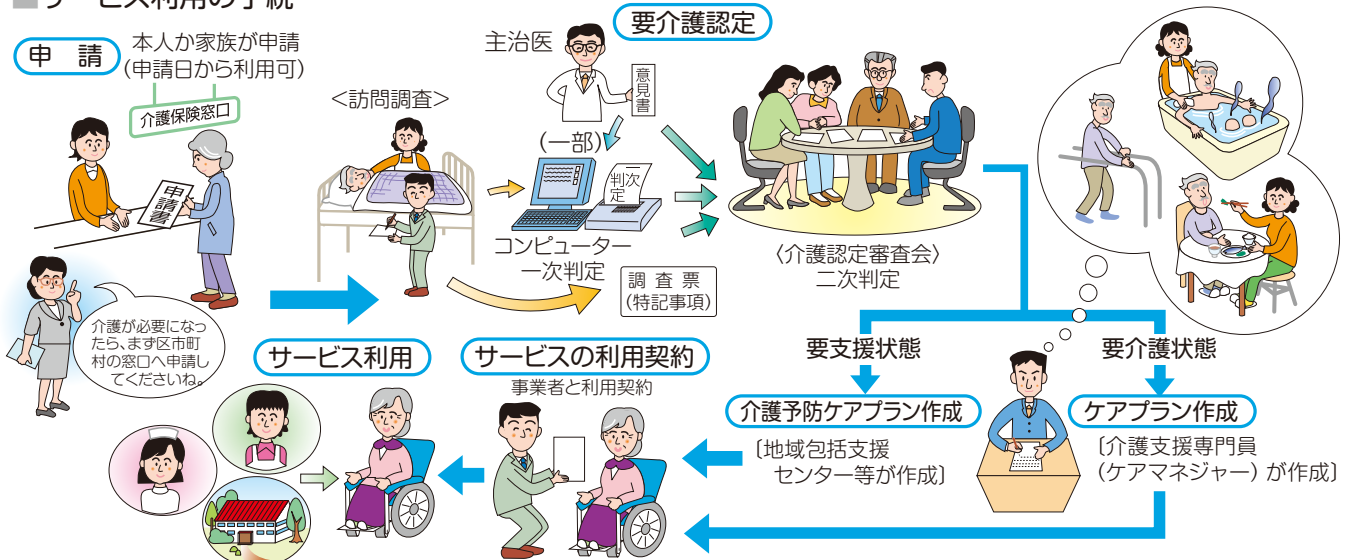 ■サービス利用の手続
申 請
本人か家族が申請
(申請日から利用可)
介護保険窓口
申請書
介護が必要になっ
たら、まず区市町
村の窓口へ申請し
てくださいね。
<訪問調査>
主治医
意見書
要介護認定
(一部)
判次
定
コンピューター
一次判定
調査票
(特記事項)
〈介護認定審査会〉
二次判定
要支援状態
要介護状態
介護予防ケアプラン作成
〔地域包括支援
センター等が作成〕
ケアプラン作成
〔介護支援専門員
(ケアマネジャー)が作成〕
サービスの利用契約
事業者と利用契約
サービス利用